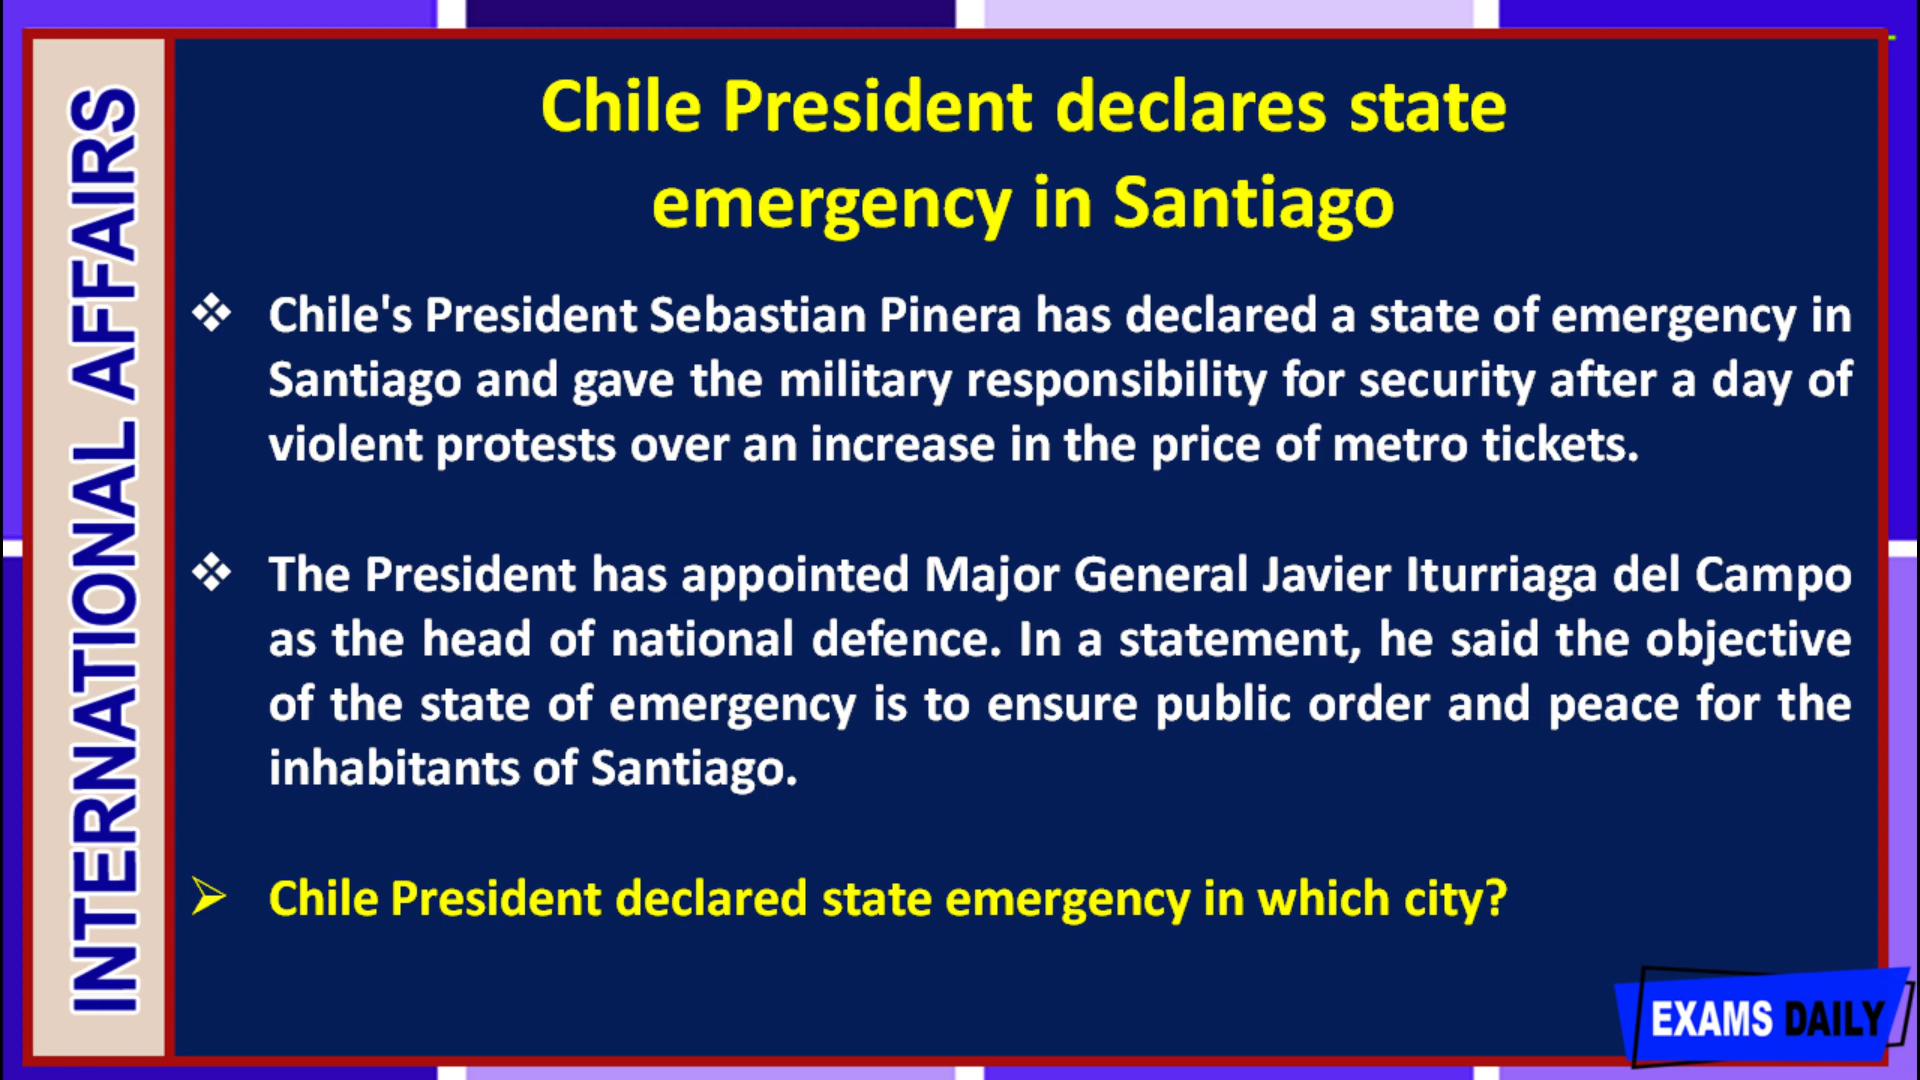 INTERNATIONAL AFFAIRS
Chile President declares state
emergency in Santiago
❖ Chile's President Sebastian Pinera has declared a state of emergency in
Santiago and gave the military responsibility for security after a day of
violent protests over an increase in the price of metro tickets.
❖ The President has appointed Major General Javier Iturriaga del Campo
as the head of national defence. In a statement, he said the objective
of the state of emergency is to ensure public order and peace for the
inhabitants of Santiago.
➢ Chile President declared state emergency in which city?
EXAMS DAILY